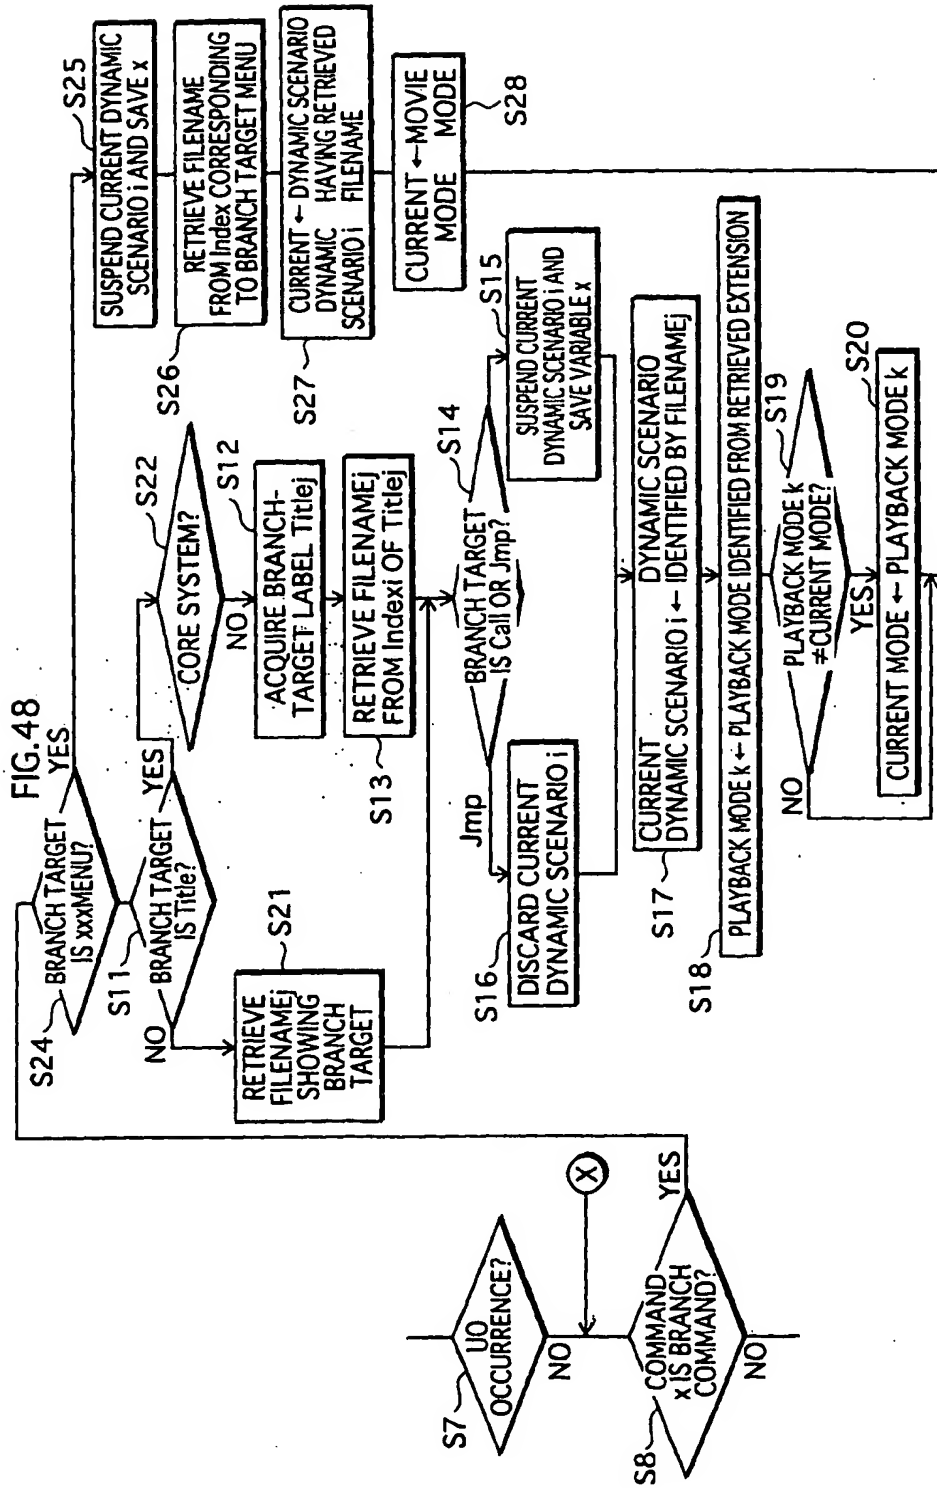 FIG.48
S7
UO
OCCURRENCE?
NO
X
S8
COMMAND
x IS BRANCH
COMMAND?
YES
NO
S24
BRANCH TARGET
IS xxxMENU?
YES
S11
BRANCH TARGET
IS Title?
YES
NO
S21
RETRIEVE
FILENAMEj
SHOWING
BRANCH
TARGET
S22
CORE SYSTEM?
NO
S12
ACQUIRE BRANCH-
TARGET LABEL Titlej
S13
RETRIEVE FILENAMEj
FROM Indexi OF Titlej
S14
BRANCH TARGET
IS Call OR Jmp?
Jmp
S16
DISCARD CURRENT
DYNAMIC SCENARIO i
S15
SUSPEND CURRENT
DYNAMIC SCENARIO i AND
SAVE VARIABLE x
S17
CURRENT DYNAMIC SCENARIO
DYNAMIC SCENARIO i ← IDENTIFIED BY FILENAMEj
S18
PLAYBACK MODE k ← PLAYBACK MODE IDENTIFIED FROM RETRIEVED EXTENSION
S19
PLAYBACK MODE k
≠CURRENT MODE?
NO
YES
S20
CURRENT MODE ← PLAYBACK MODE k
S25
SUSPEND CURRENT DYNAMIC
SCENARIO i AND SAVE x
S26
RETRIEVE FILENAME
FROM Index CORRESPONDING
TO BRANCH TARGET MENU
S27
CURRENT ← DYNAMIC SCENARIO
DYNAMIC HAVING RETRIEVED
SCENARIO i FILENAME
S28
CURRENT ← MOVIE
MODE MODE